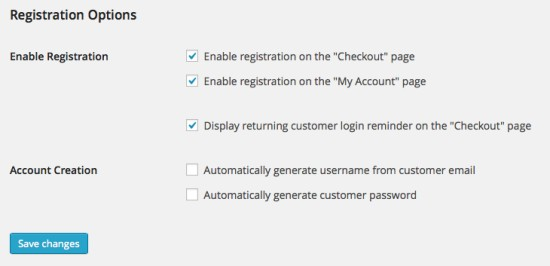 Registration Options
Enable Registration
Enable registration on the "Checkout" page
Enable registration on the "My Account" page
Display returning customer login reminder on the "Checkout" page
Account Creation
Automatically generate username from customer email
Automatically generate customer password
Save changes